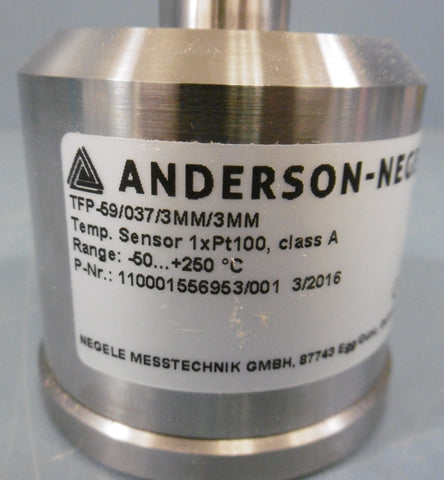 ANDERSON-NEGE
TFP-59/037/3MM/3MM
Temp. Sensor 1xPt100, class A
Range: -50...+250 °C
P-Nr.: 110001556953/001 3/2016
NEGELE MESSTECHNIK GMBH, 87743 Egg